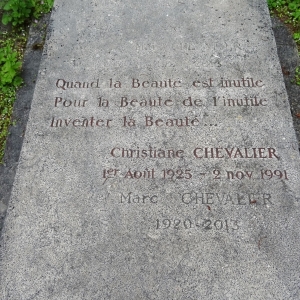 Quand la Beauté est inutile
Pour la Beauté de l'inutile
Inventer la Beauté...
Christiane CHEVALIER
1er Août 1925 - 2 nov 1991
Marc CHEVALIER
1920-2013